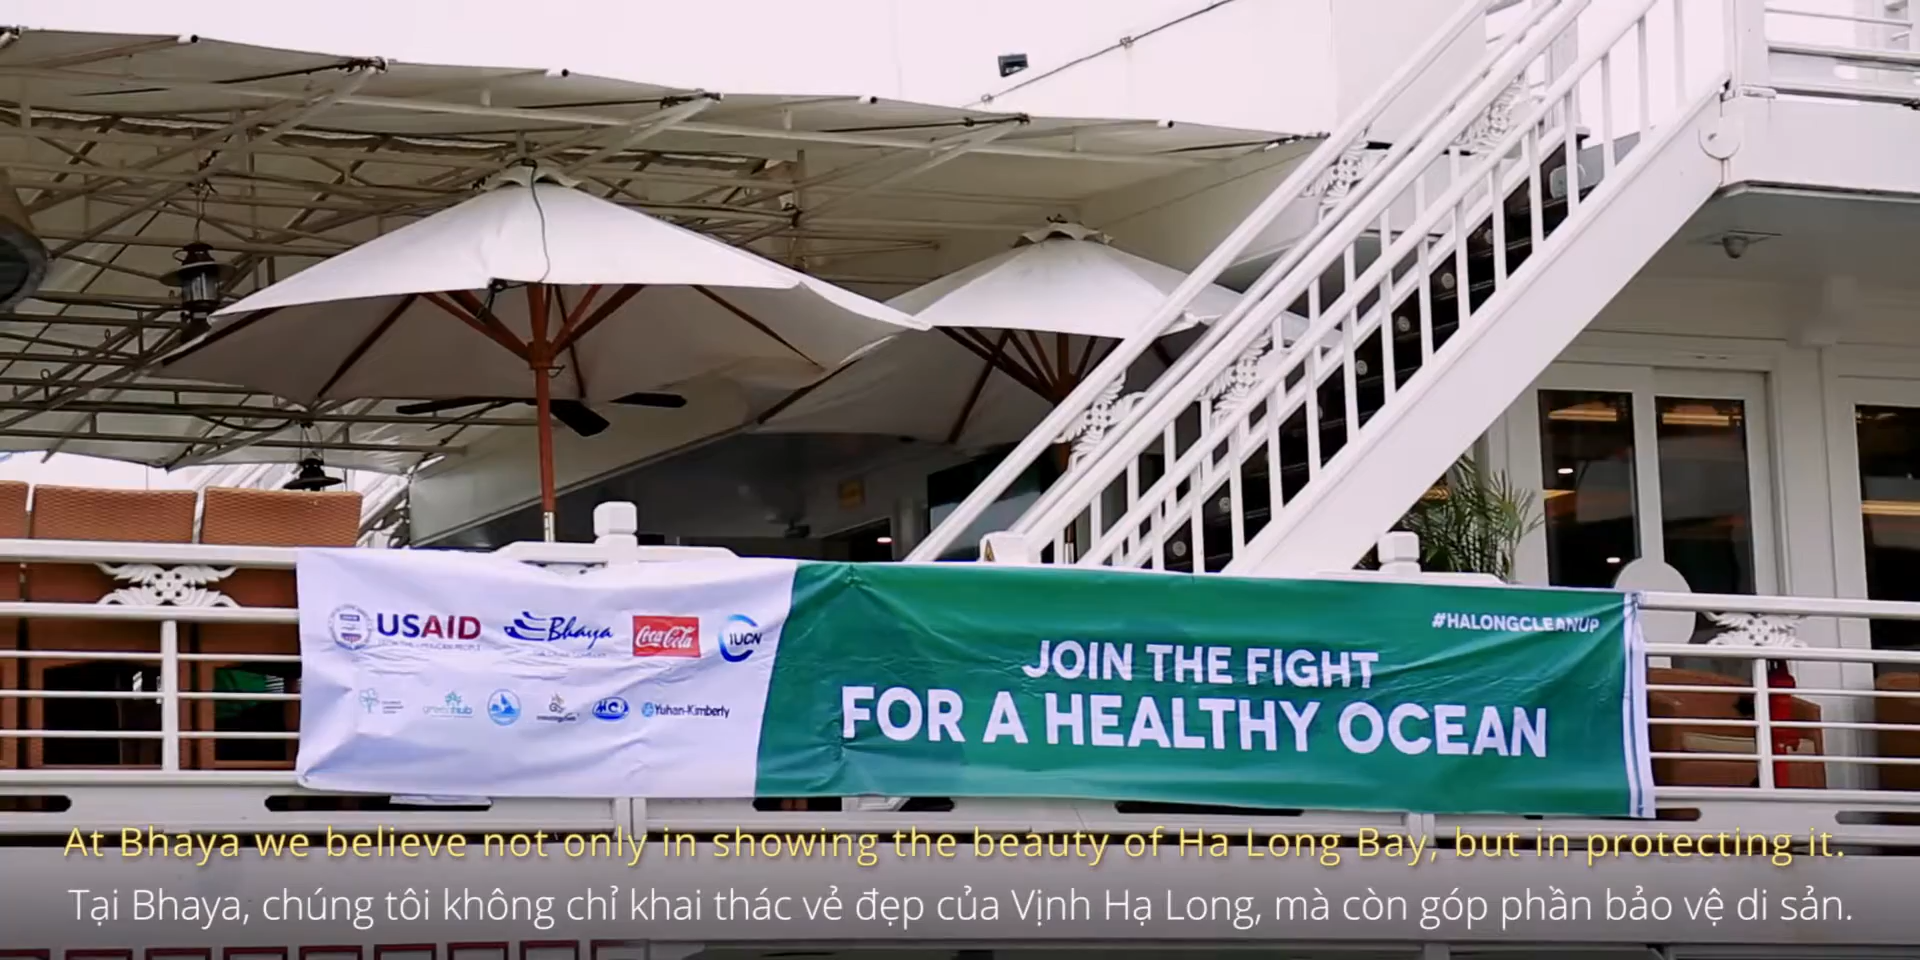 USAID
Bhaya
Coca-Cola
IUCN
greenhub
Yuhan-Kimberly
#HALONGCLEANUP
JOIN THE FIGHT
FOR A HEALTHY OCEAN
At Bhaya we believe not only in showing the beauty of Ha Long Bay, but in protecting it.
Tại Bhaya, chúng tôi không chỉ khai thác vẻ đẹp của Vịnh Hạ Long, mà còn góp phần bảo vệ di sản.